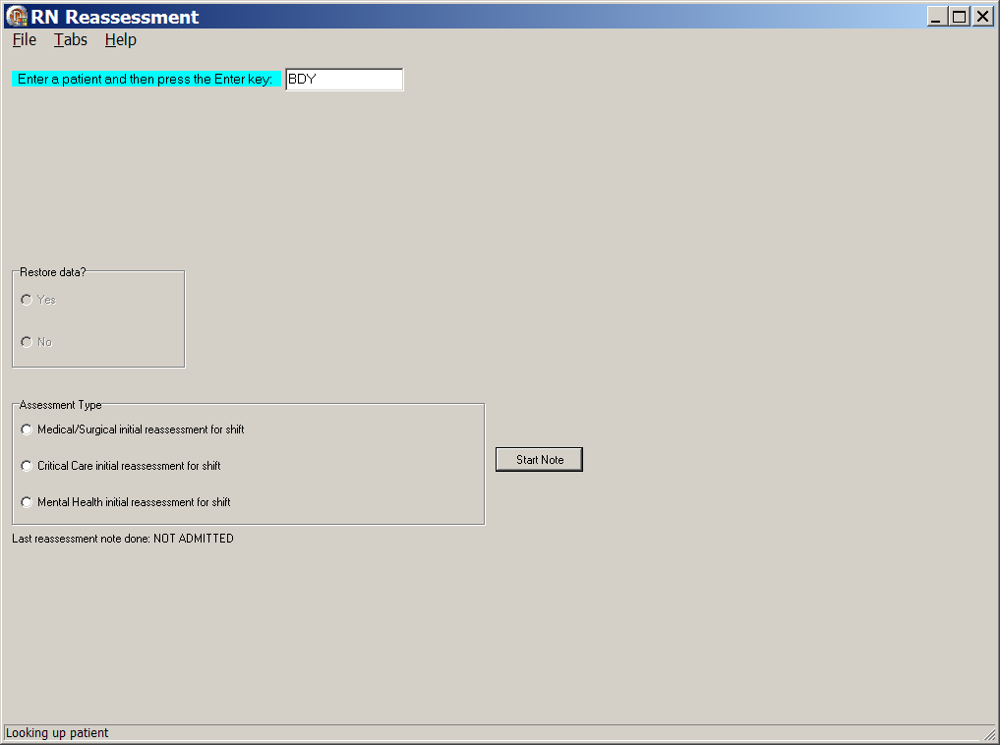 RN Reassessment
File Tabs Help
Enter a patient and then press the Enter key: BDY
Restore data?
Yes
No
Assessment Type
Medical/Surgical initial reassessment for shift
Critical Care initial reassessment for shift
Start Note
Mental Health initial reassessment for shift
Last reassessment note done: NOT ADMITTED
Looking up patient